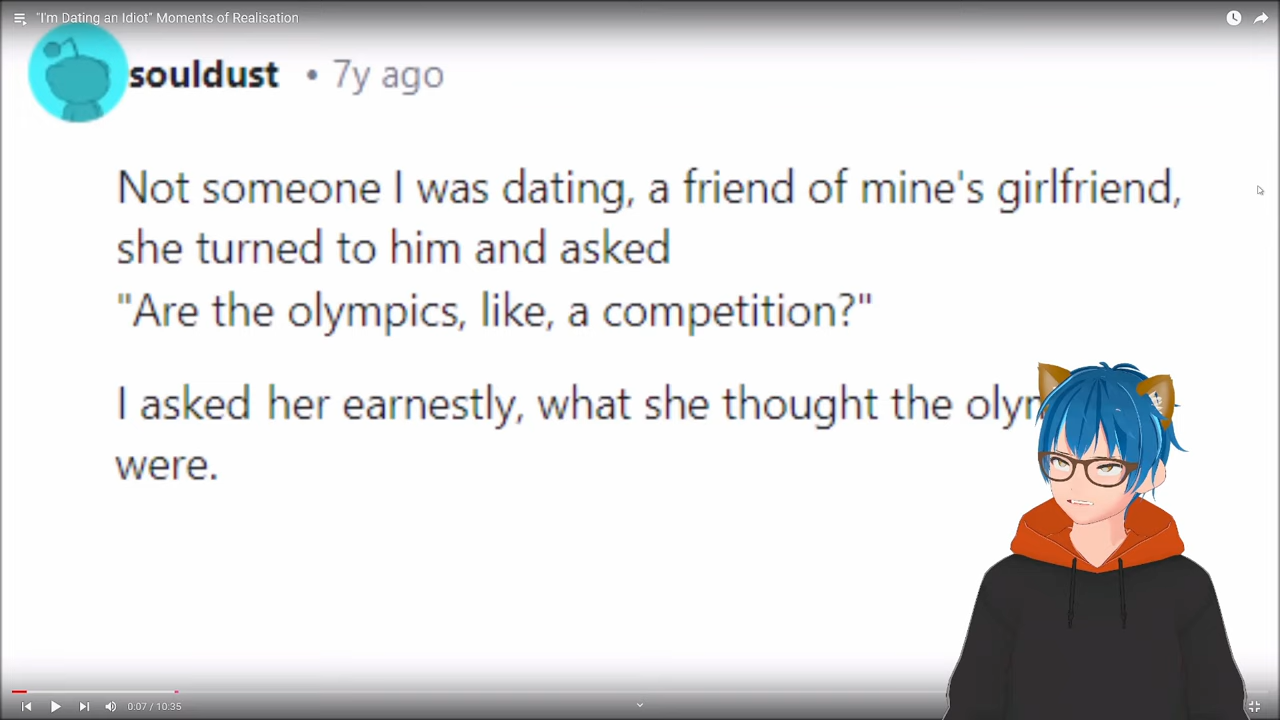 "I'm Dating an Idiot" Moments of Realisation
souldust • 7y ago
Not someone I was dating, a friend of mine's girlfriend,
she turned to him and asked
"Are the olympics, like, a competition?"
I asked her earnestly, what she thought the
were.
0:07 / 10:35